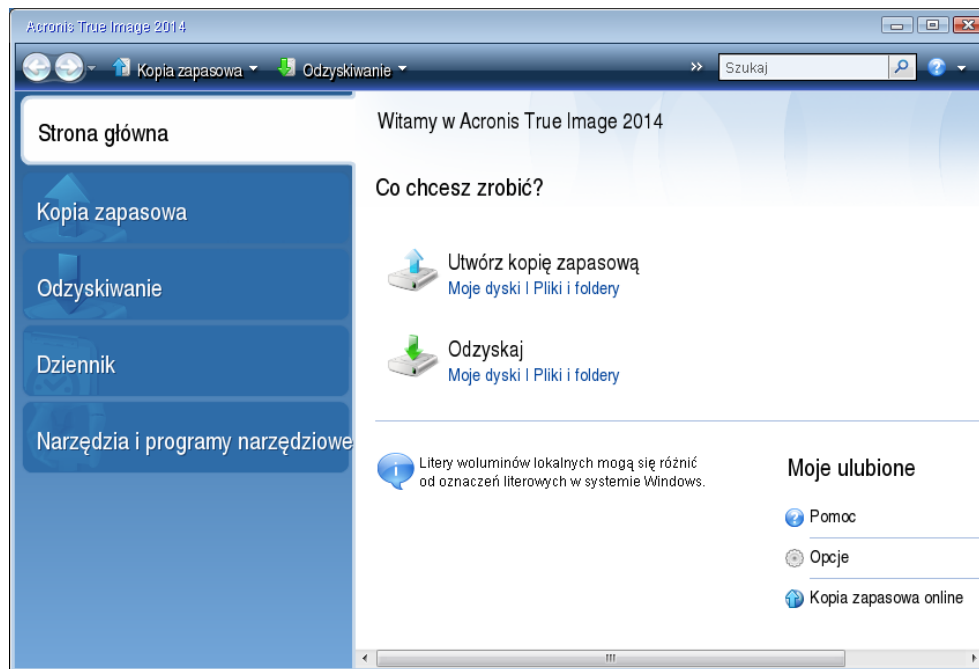 Acronis True Image 2014
Kopia zapasowa Odzyskiwanie » Szukaj
Strona główna
Kopia zapasowa
Odzyskiwanie
Dziennik
Narzędzia i programy narzędziowe
Witamy w Acronis True Image 2014
Co chcesz zrobić?
Utwórz kopię zapasową
Moje dyski | Pliki i foldery
Odzyskaj
Moje dyski | Pliki i foldery
Litery woluminów lokalnych mogą się różnić
od oznaczeń literowych w systemie Windows.
Moje ulubione
Pomoc
Opcje
Kopia zapasowa online